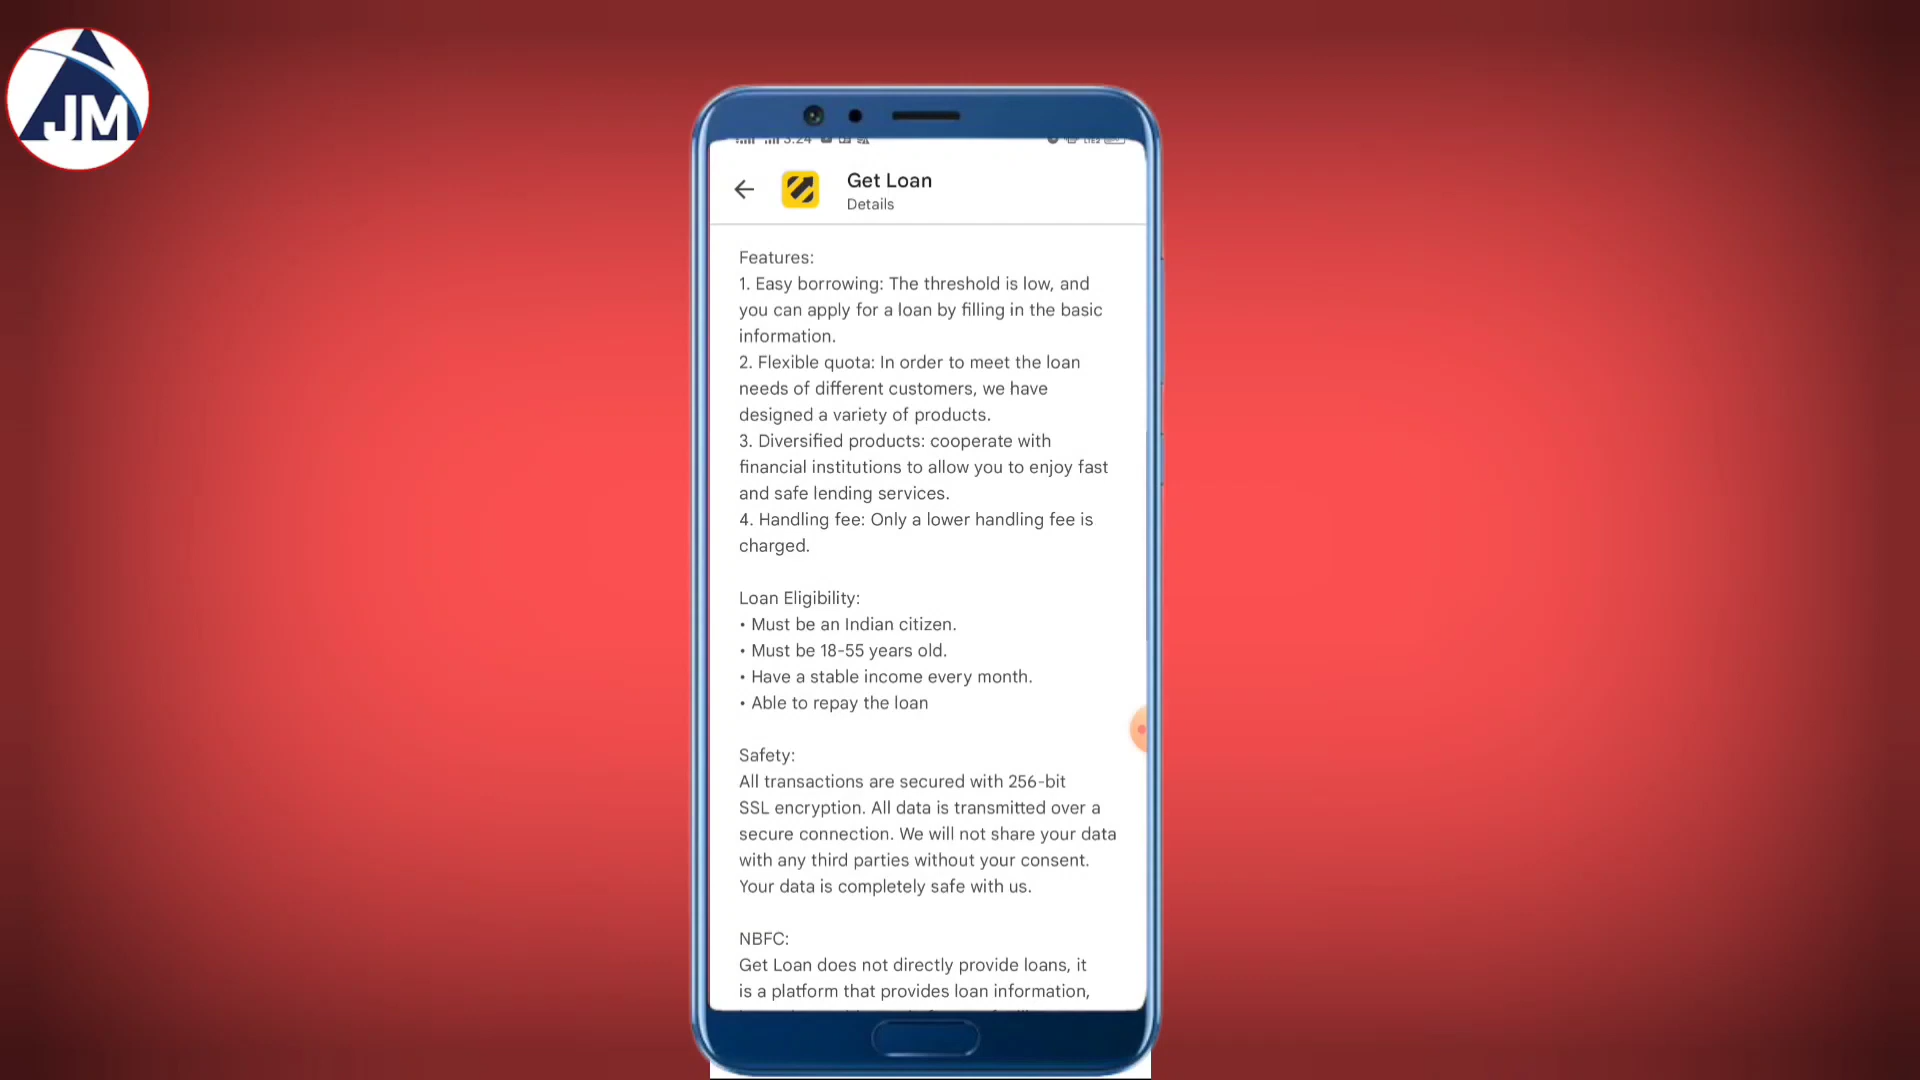 JM
3:24
Get Loan
Details
Features:
1. Easy borrowing: The threshold is low, and
you can apply for a loan by filling in the basic
information.
2. Flexible quota: In order to meet the loan
needs of different customers, we have
designed a variety of products.
3. Diversified products: cooperate with
financial institutions to allow you to enjoy fast
and safe lending services.
4. Handling fee: Only a lower handling fee is
charged.
Loan Eligibility:
• Must be an Indian citizen.
• Must be 18-55 years old.
• Have a stable income every month.
• Able to repay the loan
Safety:
All transactions are secured with 256-bit
SSL encryption. All data is transmitted over a
secure connection. We will not share your data
with any third parties without your consent.
Your data is completely safe with us.
NBFC:
Get Loan does not directly provide loans, it
is a platform that provides loan information,